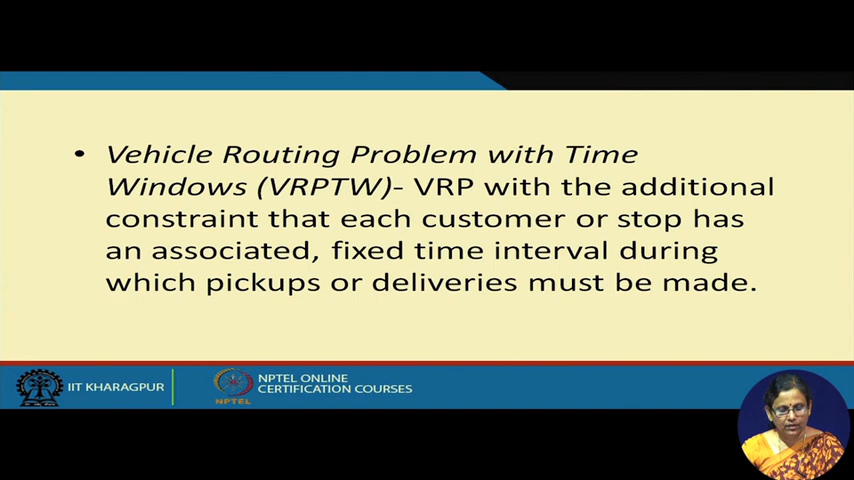 • Vehicle Routing Problem with Time
Windows (VRPTW)- VRP with the additional
constraint that each customer or stop has
an associated, fixed time interval during
which pickups or deliveries must be made.
IIT KHARAGPUR
NPTEL
NPTEL ONLINE
CERTIFICATION COURSES